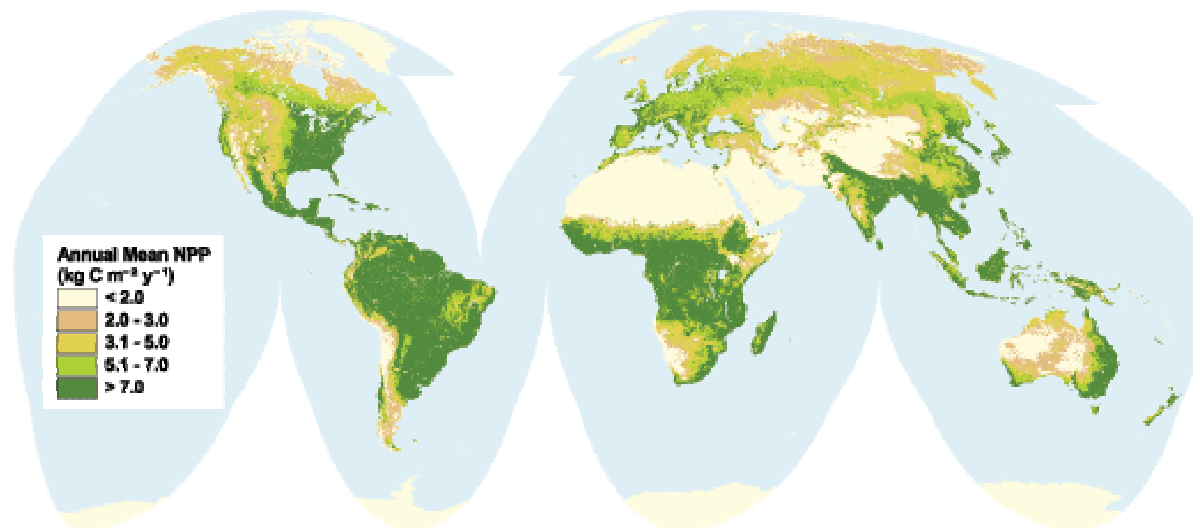 Annual Mean NPP
(kg C m⁻² y⁻¹)
< 2.0
2.0 - 3.0
3.1 - 5.0
5.1 - 7.0
> 7.0